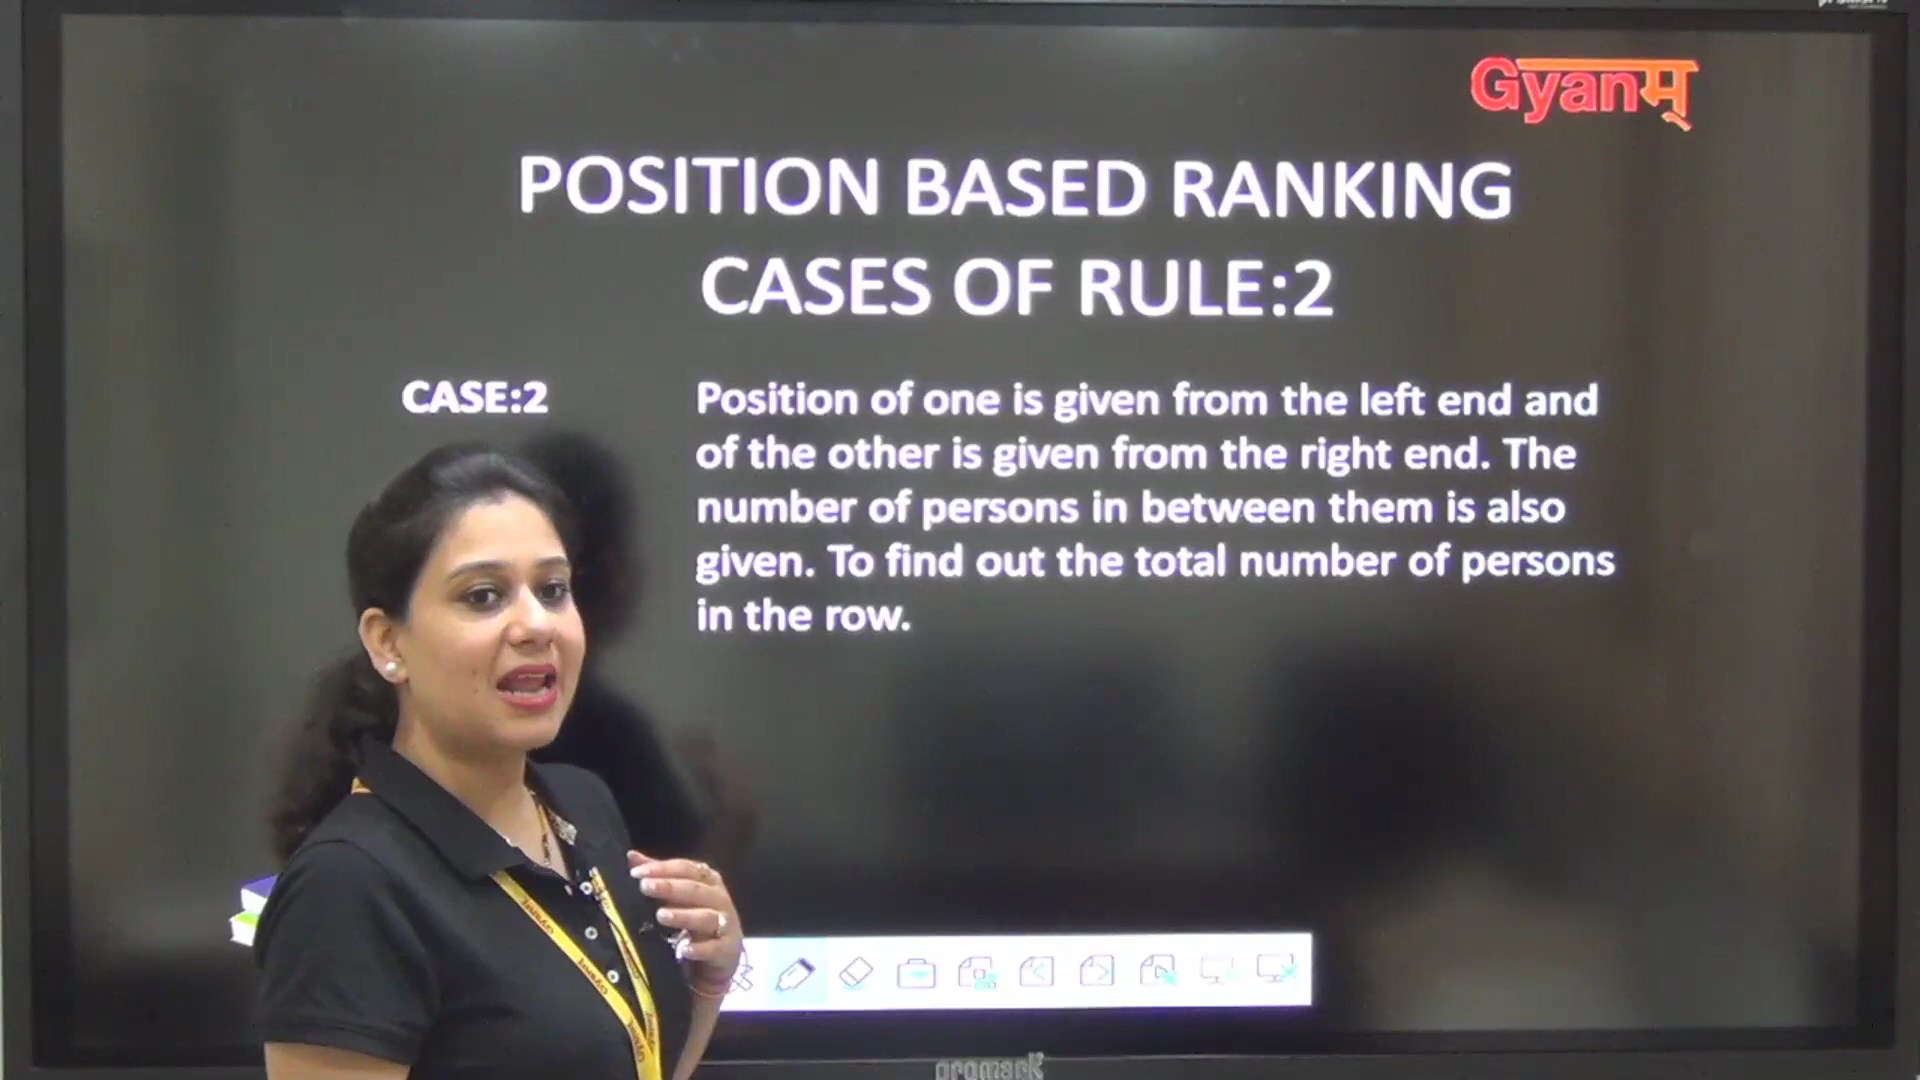 Gyanम्
POSITION BASED RANKING
CASES OF RULE:2
CASE:2
Position of one is given from the left end and
of the other is given from the right end. The
number of persons in between them is also
given. To find out the total number of persons
in the row.
promark